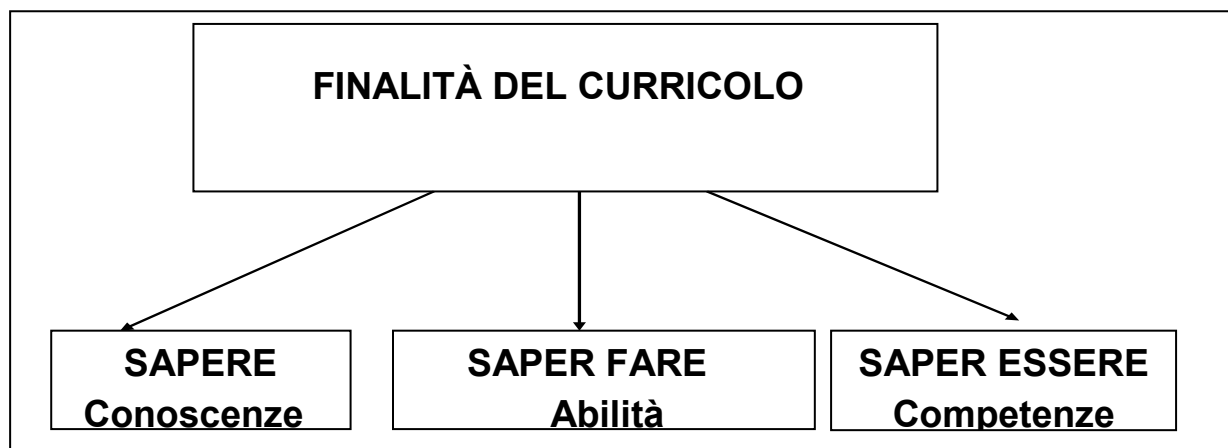 FINALITÀ DEL CURRICOLO
SAPERE
Conoscenze
SAPER FARE
Abilità
SAPER ESSERE
Competenze